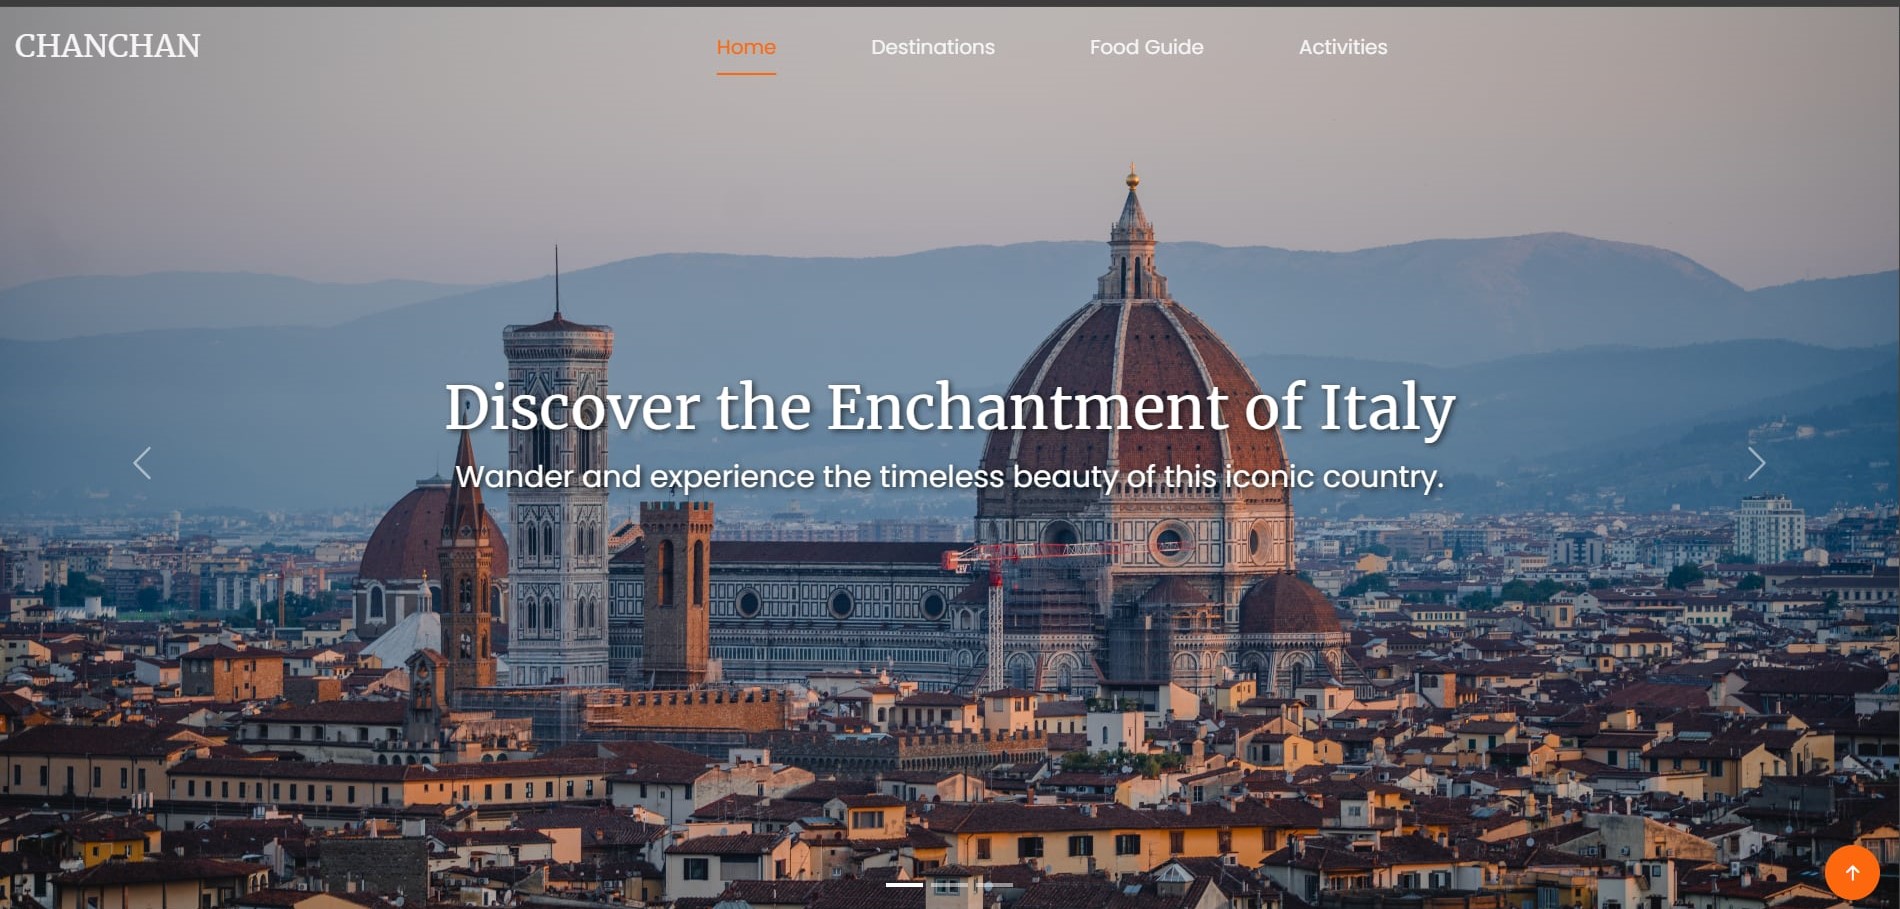 CHANCHAN
Home
Destinations
Food Guide
Activities
Discover the Enchantment of Italy
Wander and experience the timeless beauty of this iconic country.